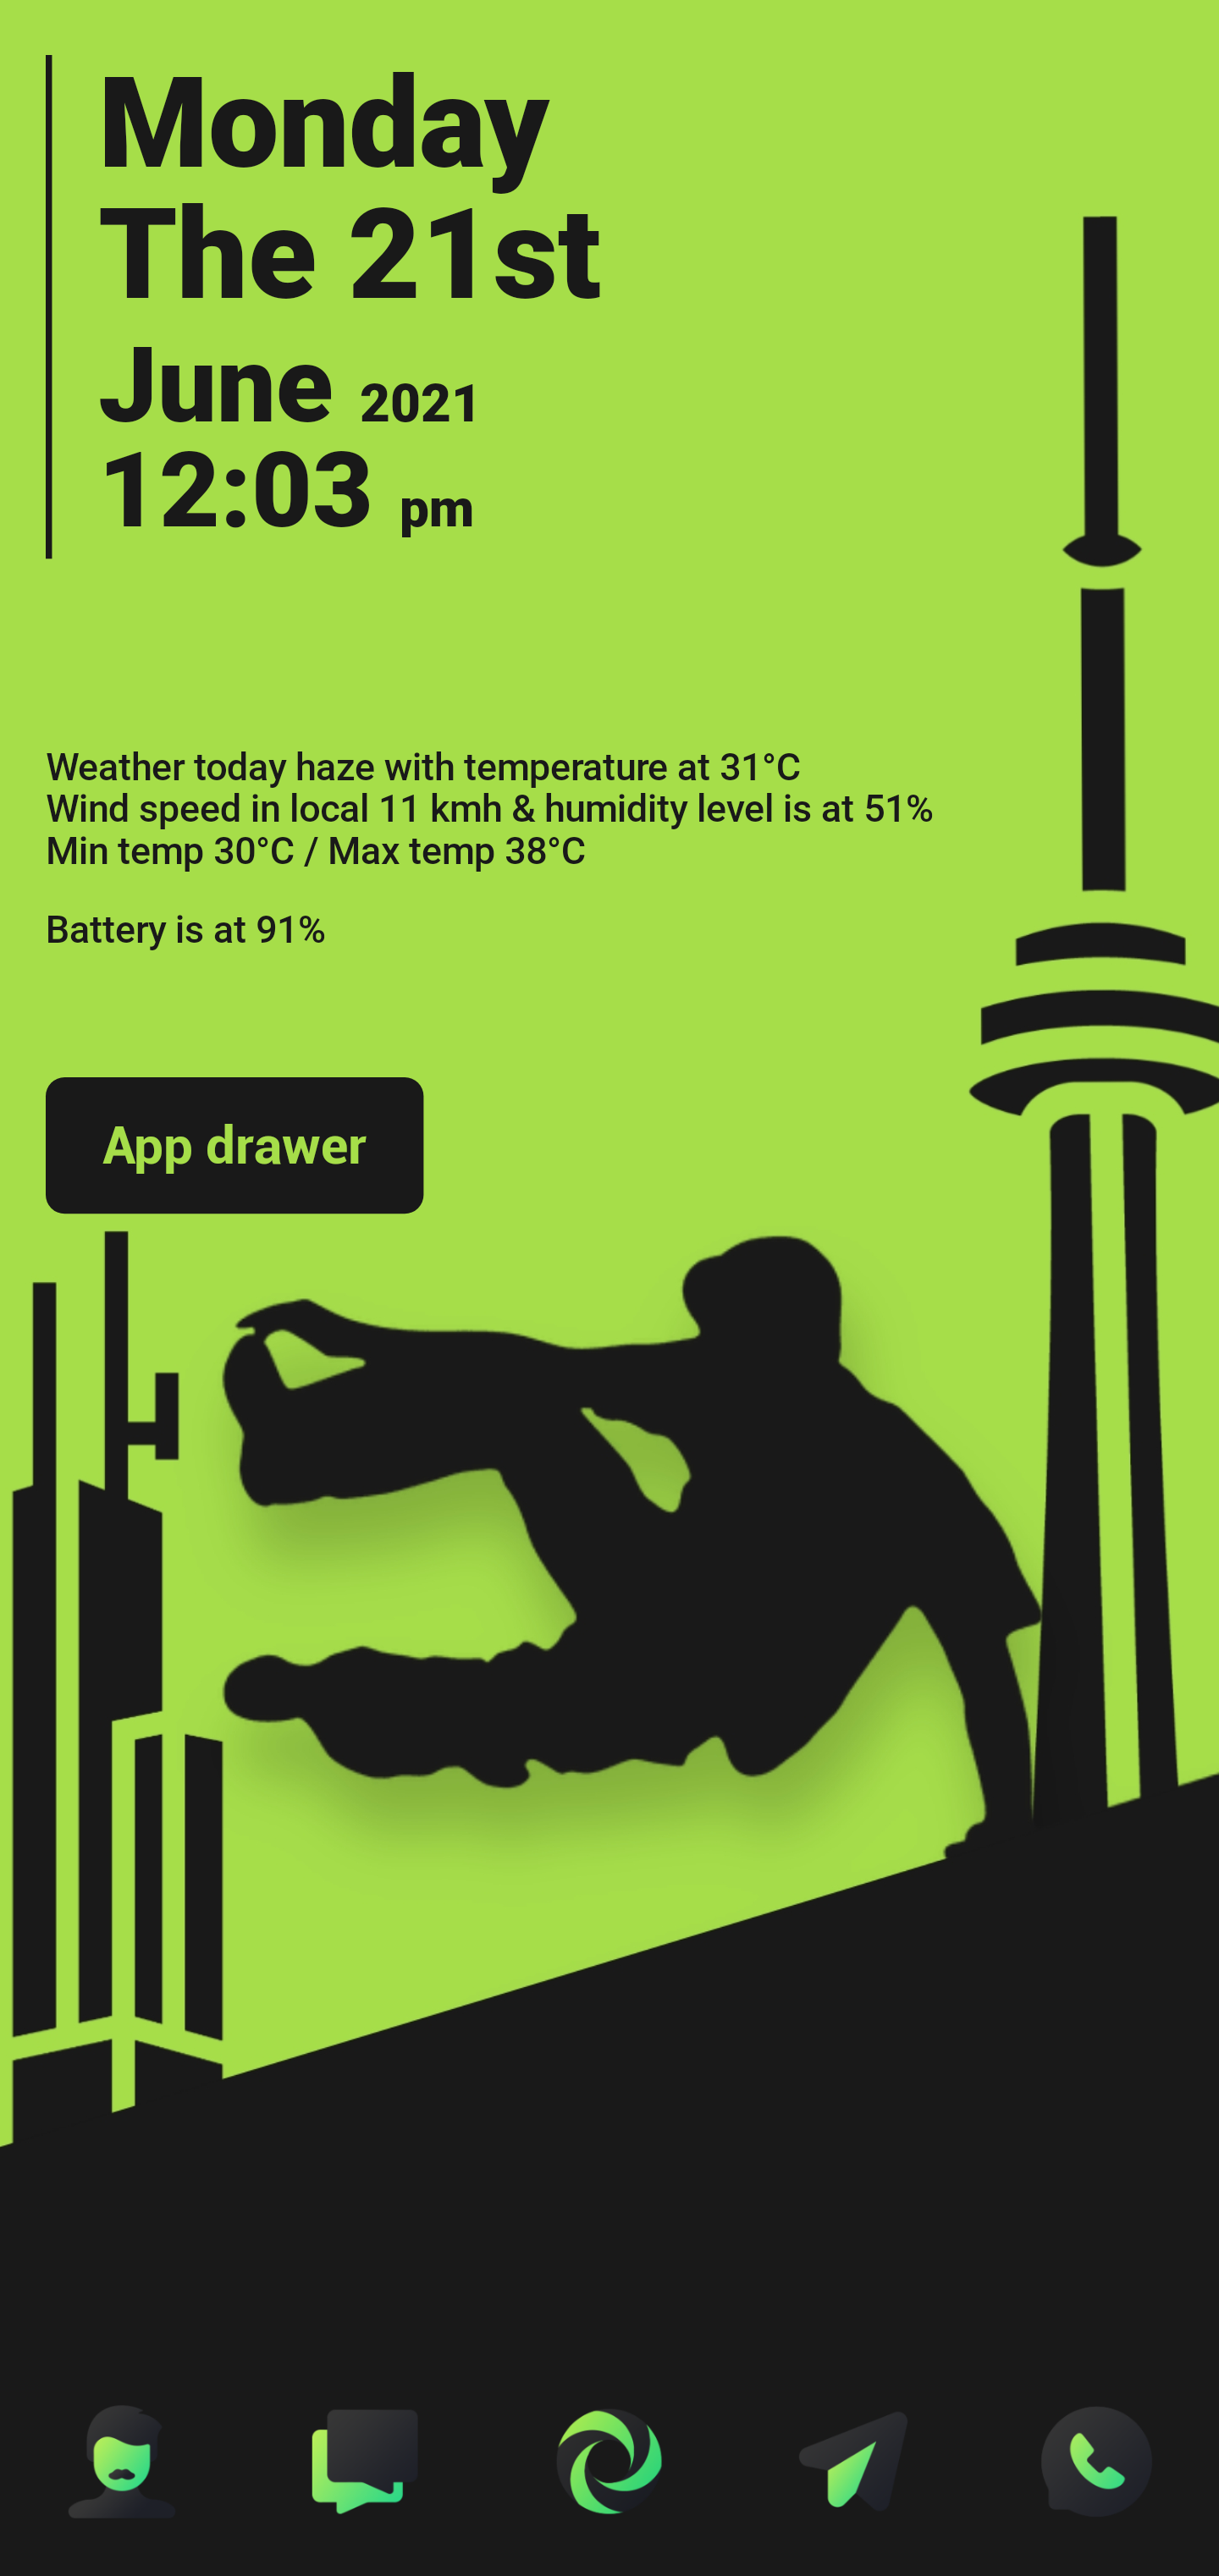 Monday
The 21st
June 2021
12:03 pm
Weather today haze with temperature at 31°C
Wind speed in local 11 kmh & humidity level is at 51%
Min temp 30°C / Max temp 38°C
Battery is at 91%
App drawer